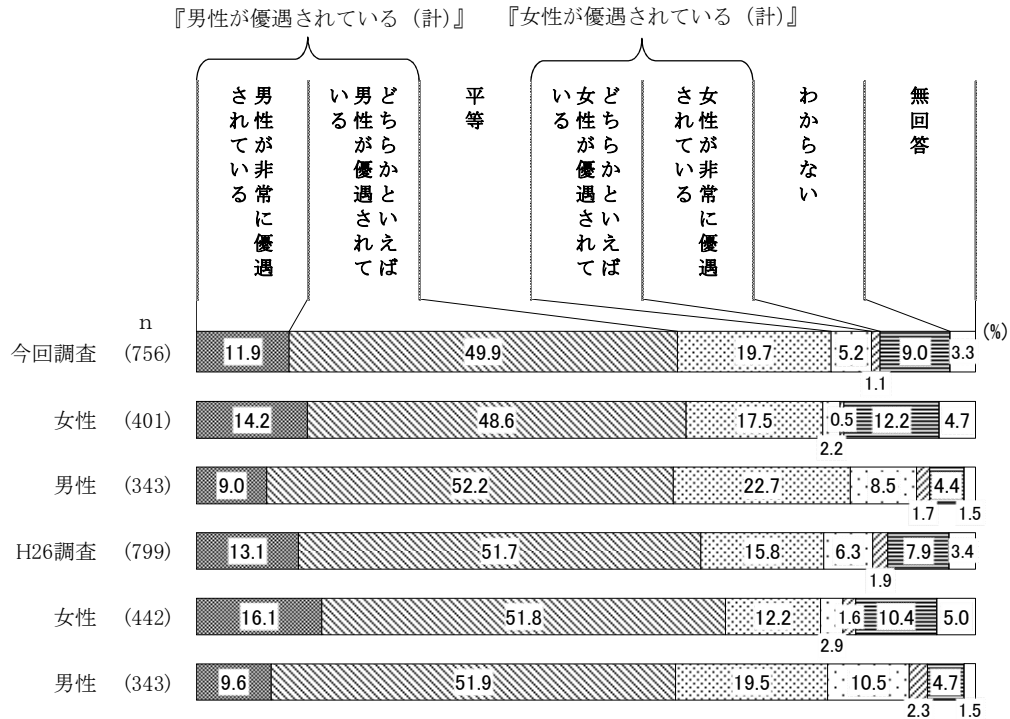 『男性が優遇されている（計）』 『女性が優遇されている（計）』
男性が非常に優遇
されている
どちらかといえば
男性が優遇されて
いる
平等
どちらかといえば
女性が優遇されて
いる
女性が非常に優遇
されている
わからない
無回答
n
(%)
今回調査 (756) 11.9 49.9 19.7 5.2 9.0 3.3
1.1
女性 (401) 14.2 48.6 17.5 0.5 12.2 4.7
2.2
男性 (343) 9.0 52.2 22.7 8.5 4.4
1.7 1.5
H26調査 (799) 13.1 51.7 15.8 6.3 7.9 3.4
1.9
女性 (442) 16.1 51.8 12.2 1.6 10.4 5.0
2.9
男性 (343) 9.6 51.9 19.5 10.5 4.7
2.3 1.5